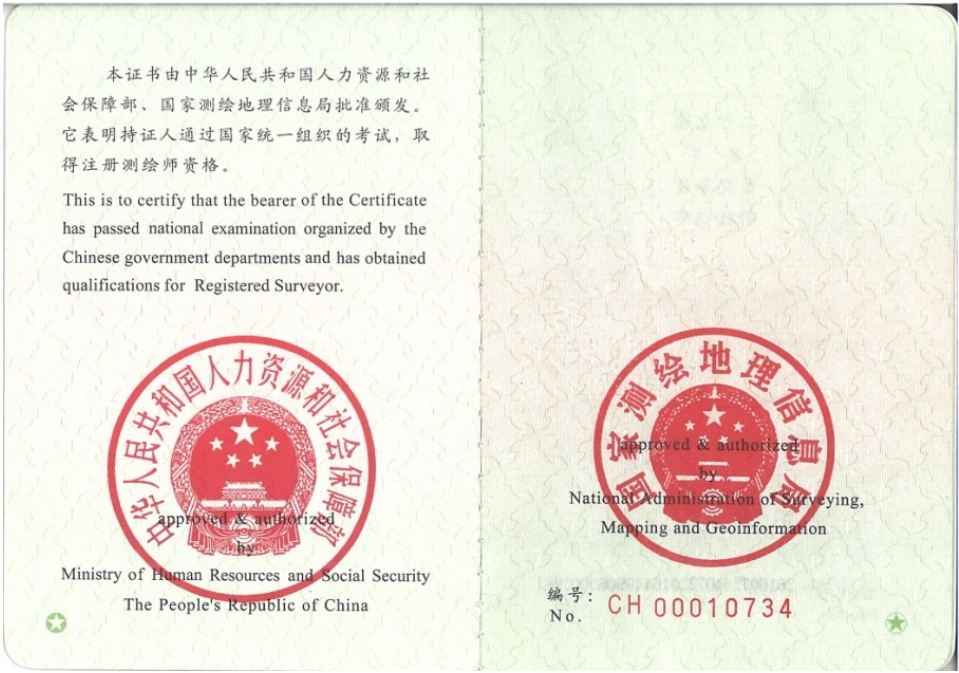 本证书由中华人民共和国人力资源和社
会保障部、国家测绘地理信息局批准颁发。
它表明持证人通过国家统一组织的考试，取
得注册测绘师资格。
This is to certify that the bearer of the Certificate
has passed national examination organized by the
Chinese government departments and has obtained
qualifications for Registered Surveyor.
中华人民共和国人力资源和社会保障部
approved & authorized
by
Ministry of Human Resources and Social Security
The People's Republic of China
国家测绘地理信息局
approved & authorized
by
National Administration of Surveying,
Mapping and Geoinformation
编号：
No.
CH 00010734